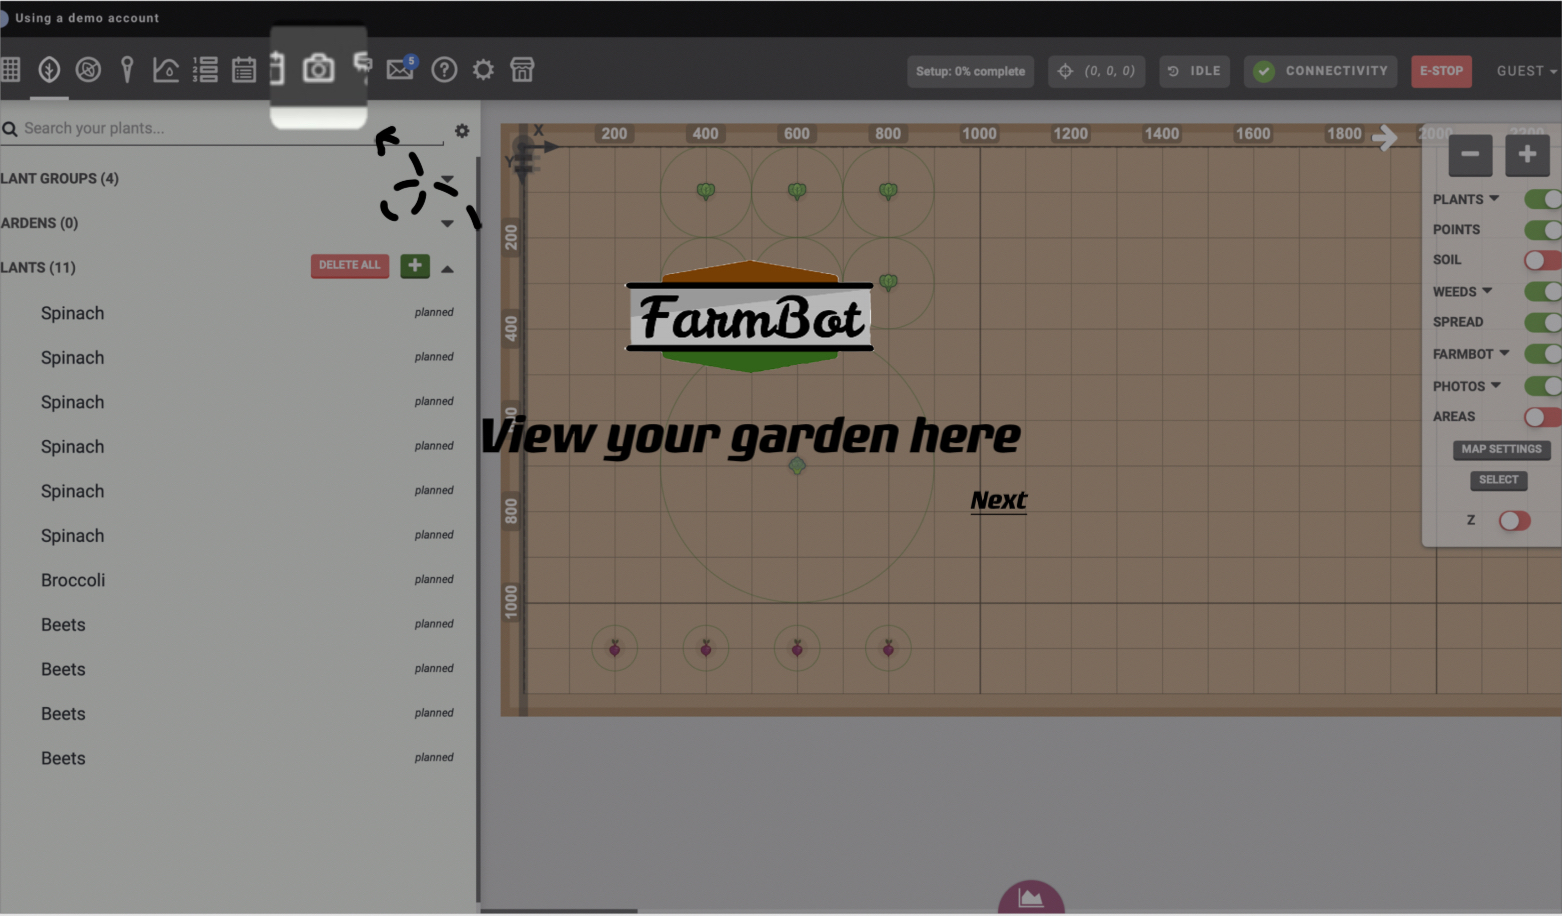 Using a demo account
5
Setup: 0% complete
(0, 0, 0)
IDLE
CONNECTIVITY
E-STOP
GUEST
Search your plants...
LANT GROUPS (4)
ARDENS (0)
LANTS (11)
DELETE ALL
+
Spinach planned
Spinach planned
Spinach planned
Spinach planned
Spinach planned
Spinach planned
Broccoli planned
Beets planned
Beets planned
Beets planned
Beets planned
X
Y
200 400 600 800 1000 1200 1400 1600 1800 2000 2200
200
400
800
1000
FarmBot
View your garden here
Next
− +
PLANTS
POINTS
SOIL
WEEDS
SPREAD
FARMBOT
PHOTOS
AREAS
MAP SETTINGS
SELECT
Z